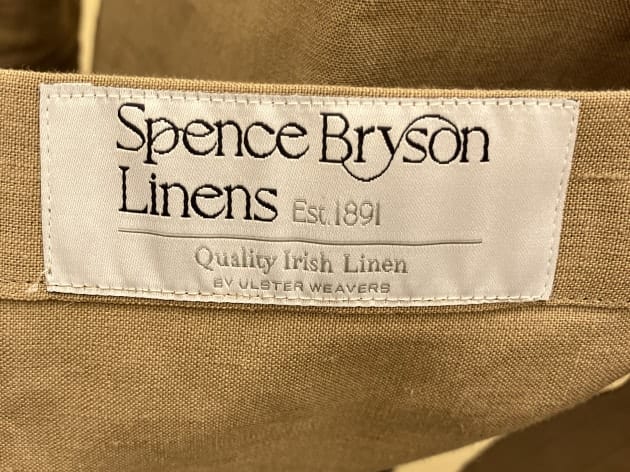 Spence Bryson
Linens Est.1891
Quality Irish Linen
BY ULSTER WEAVERS